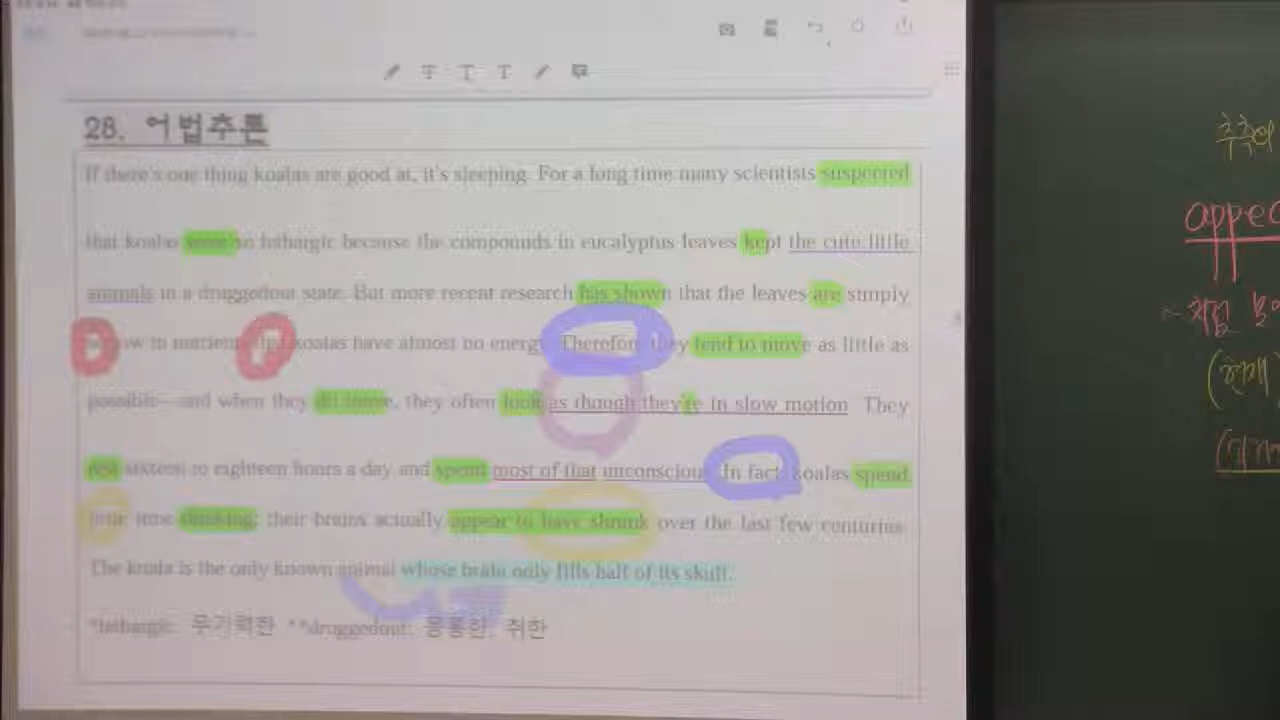 28. 어법추론
If there's one thing koalas are good at, it's sleeping. For a long time many scientists suspected
that koalas were so lethargic because the compounds in eucalyptus leaves kept the cute little
animals in a druggedout state. But more recent research has shown that the leaves are simply
low in nutrient koalas have almost no energy. Therefore they tend to move as little as
possible—and when they do move, they often look as though they're in slow motion. They
rest sixteen to eighteen hours a day and spend most of that unconscious. In fact, koalas spend
little time thinking; their brains actually appear to have shrunk over the last few centuries.
The koala is the only known animal whose brain only fills half of its skull.
*lethargic: 무기력한 **druggedout: 몽롱한, 취한
추측이
appea